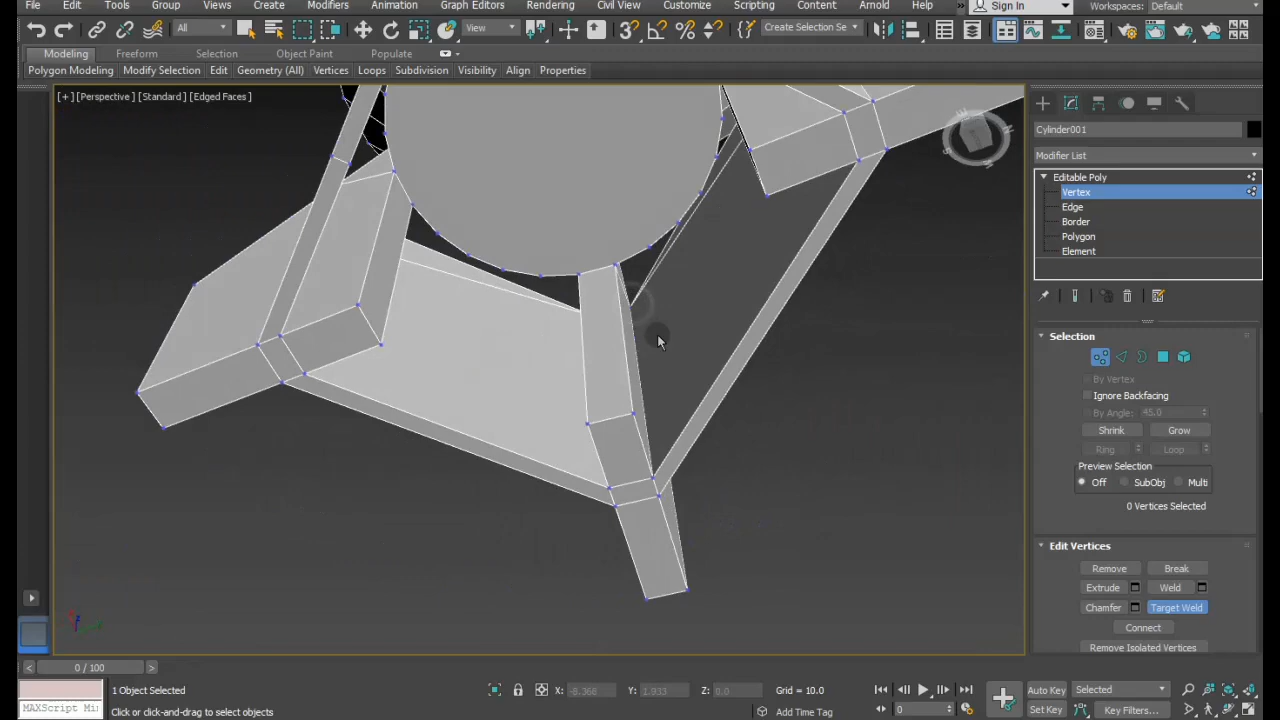 File Edit Tools Group Views Create Modifiers Animation Graph Editors Rendering Civil View Customize Scripting Content Arnold Help Sign In Workspaces: Default
All View Create Selection Se
Modeling Freeform Selection Object Paint Populate
Polygon Modeling Modify Selection Edit Geometry (All) Vertices Loops Subdivision Visibility Align Properties
[+] [Perspective] [Standard] [Edged Faces]
Cylinder001
Modifier List
Editable Poly
Vertex
Edge
Border
Polygon
Element
Selection
By Vertex
Ignore Backfacing
By Angle: 45.0
Shrink Grow
Ring Loop
Preview Selection
Off SubObj Multi
0 Vertices Selected
Edit Vertices
Remove Break
Extrude Weld
Chamfer Target Weld
Connect
Remove Isolated Vertices
0 / 100
1 Object Selected X: -8.368 Y: 1.933 Z: 0.0 Grid = 10.0 Auto Key Selected
MAXScript Mi Click or click-and-drag to select objects Add Time Tag 0 Set Key Key Filters...